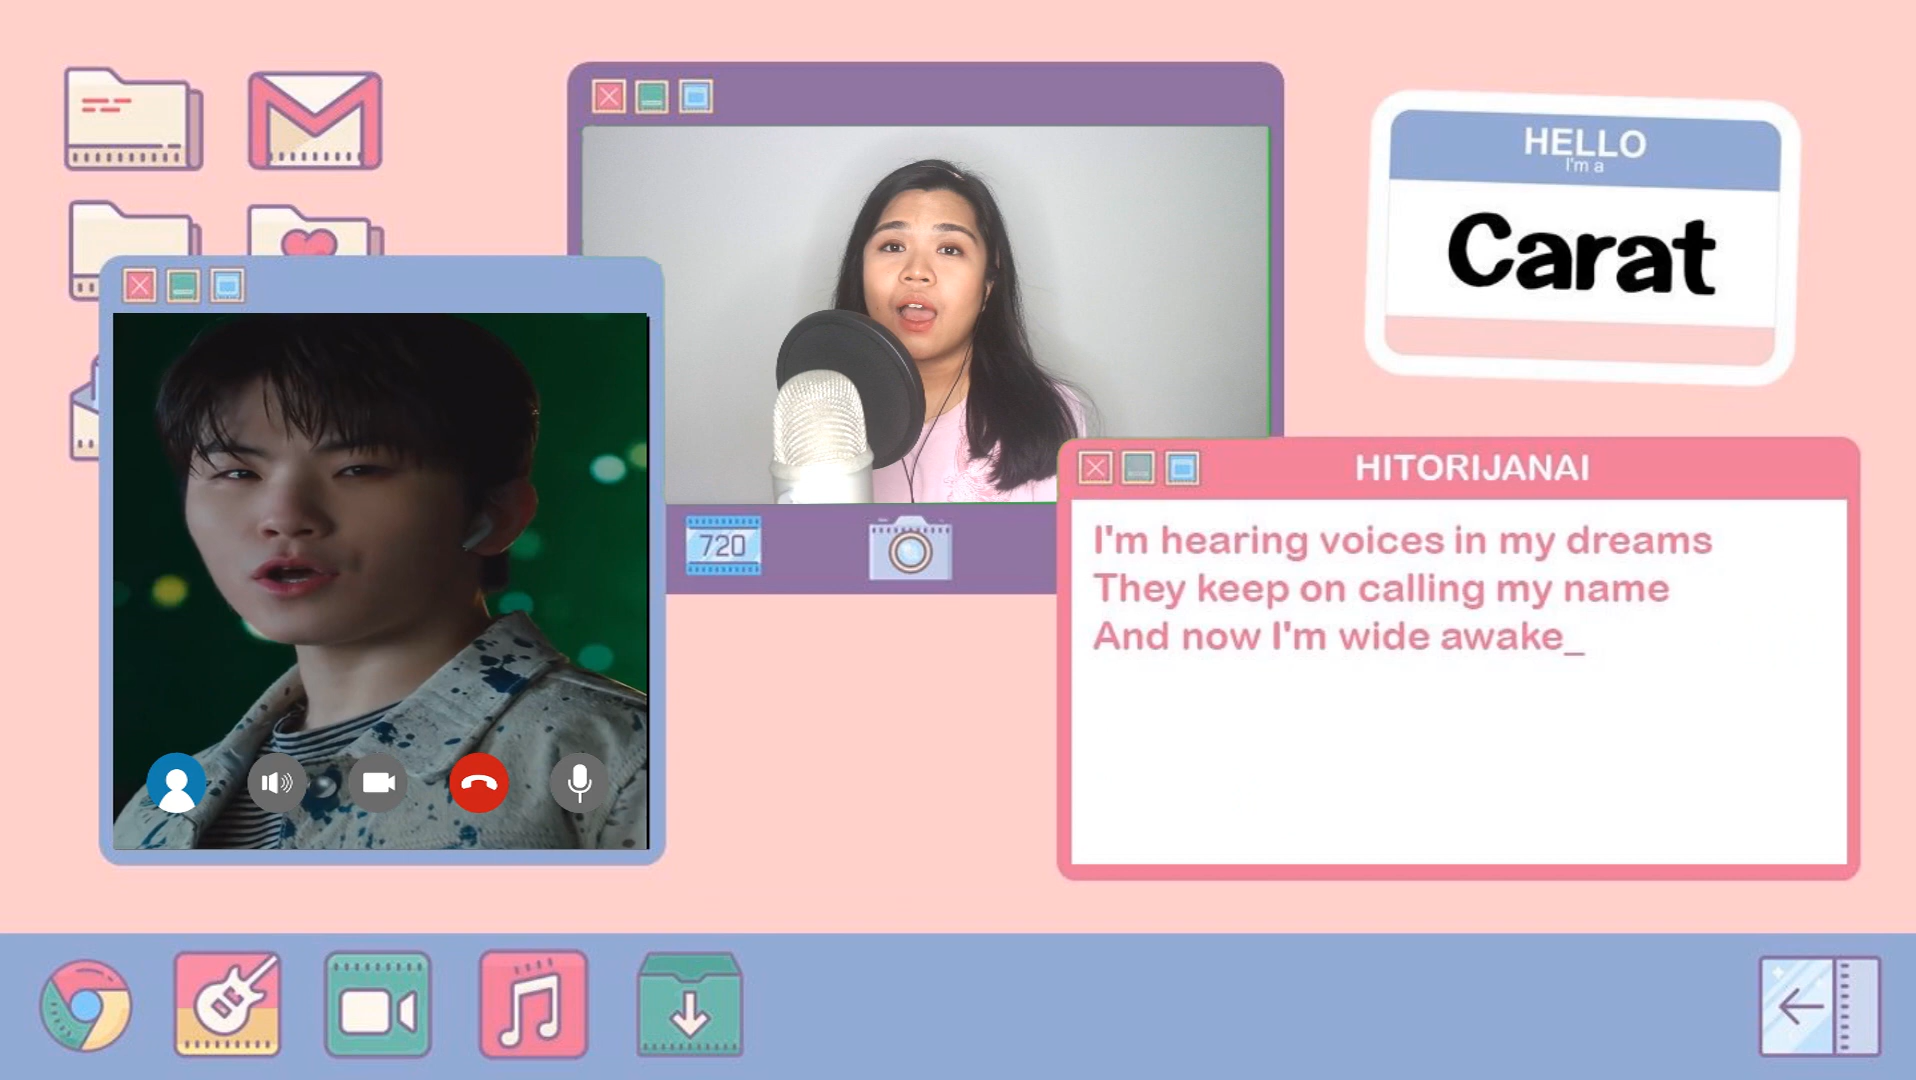 HELLO
I'm a
Carat
720
HITORIJANAI
I'm hearing voices in my dreams
They keep on calling my name
And now I'm wide awake_